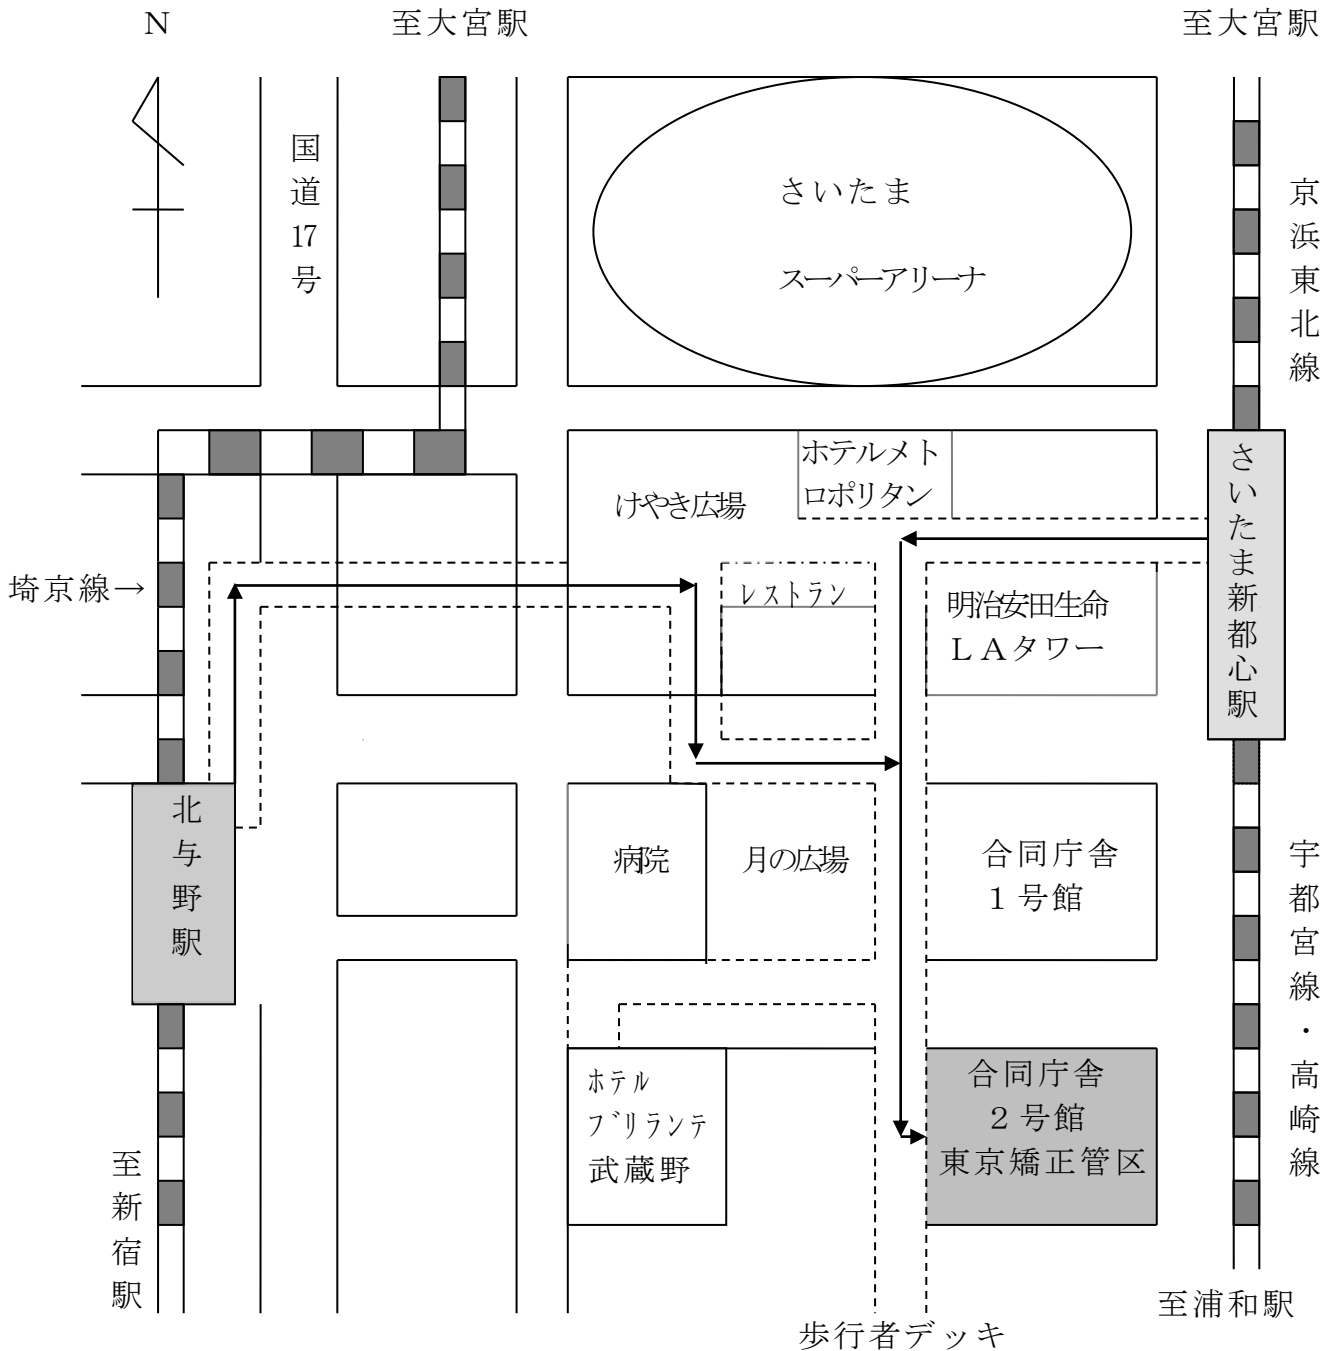 N
至大宮駅
至大宮駅
国道17号
さいたま
スーパーアリーナ
京浜東北線
ホテルメト
ロポリタン
けやき広場
さいたま新都心駅
埼京線→
レストラン
明治安田生命
ＬＡタワー
北与野駅
病院
月の広場
合同庁舎
１号館
宇都宮線・高崎線
ホテル
ブリランテ
武蔵野
合同庁舎
２号館
東京矯正管区
至新宿駅
至浦和駅
歩行者デッキ